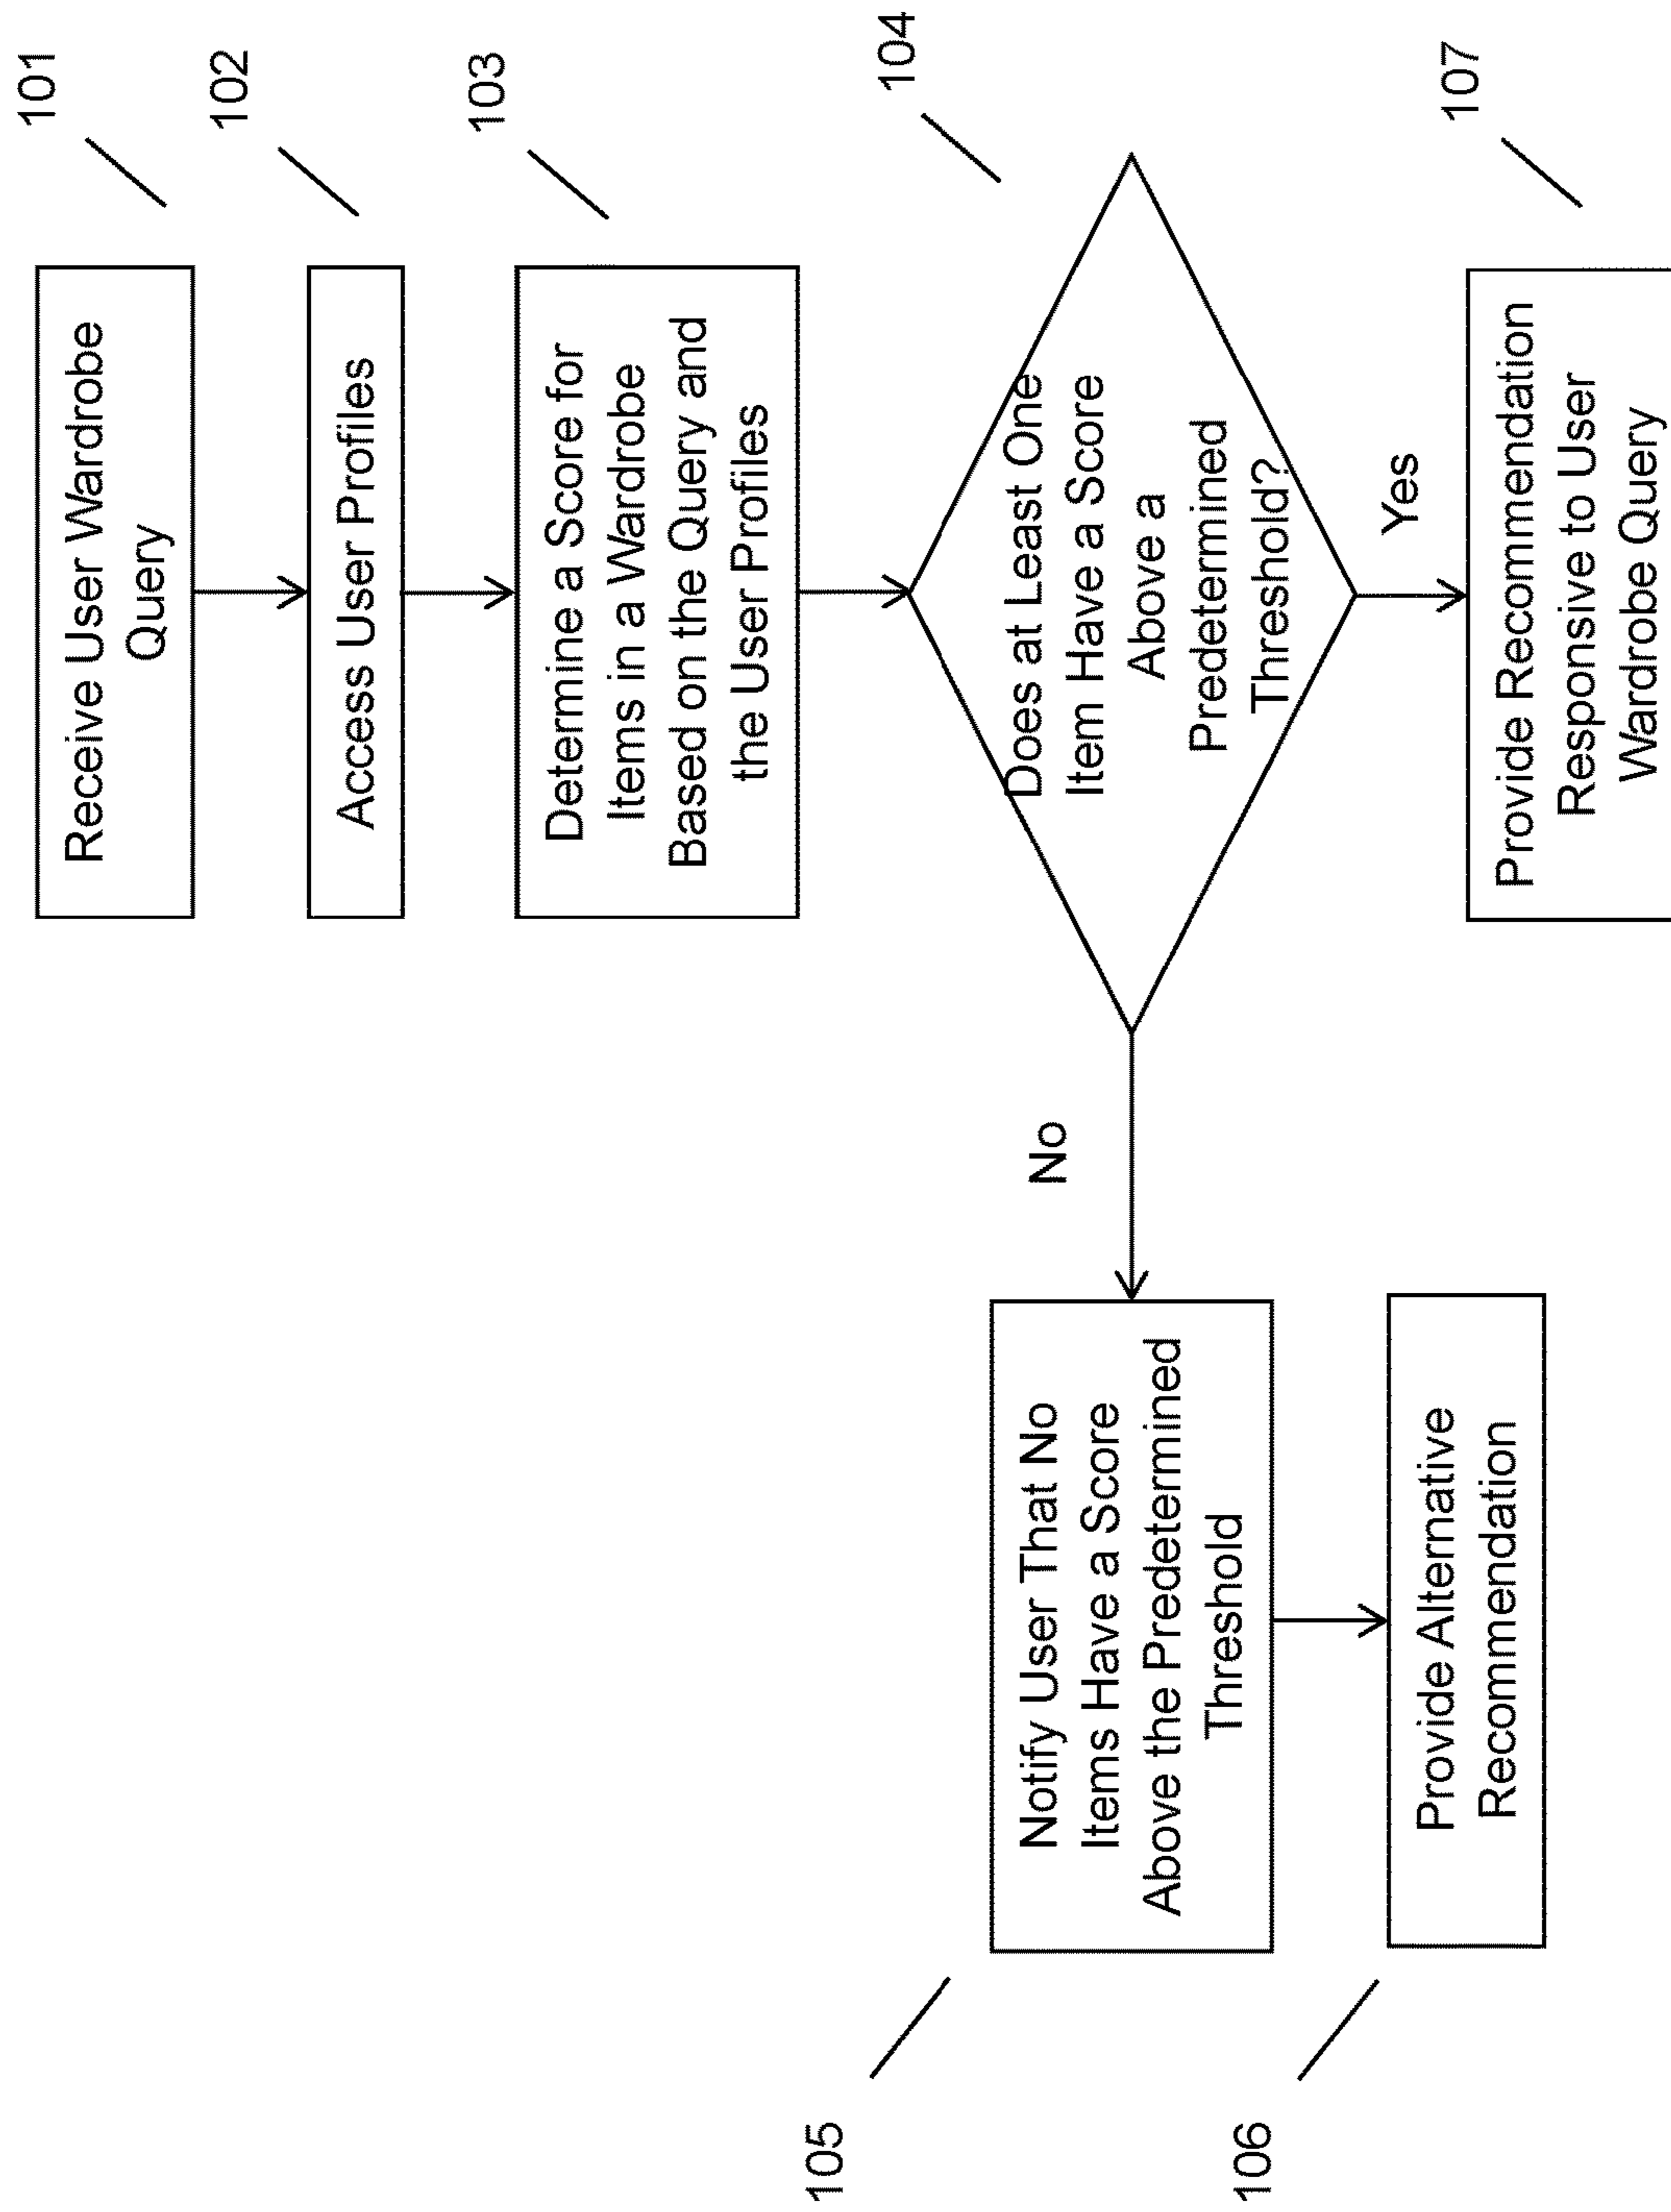 Receive User Wardrobe
Query
101
Access User Profiles
102
Determine a Score for
Items in a Wardrobe
Based on the Query and
the User Profiles
103
Does at Least One
Item Have a Score
Above a
Predetermined
Threshold?
104
No
Notify User That No
Items Have a Score
Above the Predetermined
Threshold
105
Provide Alternative
Recommendation
106
Yes
Provide Recommendation
Responsive to User
Wardrobe Query
107